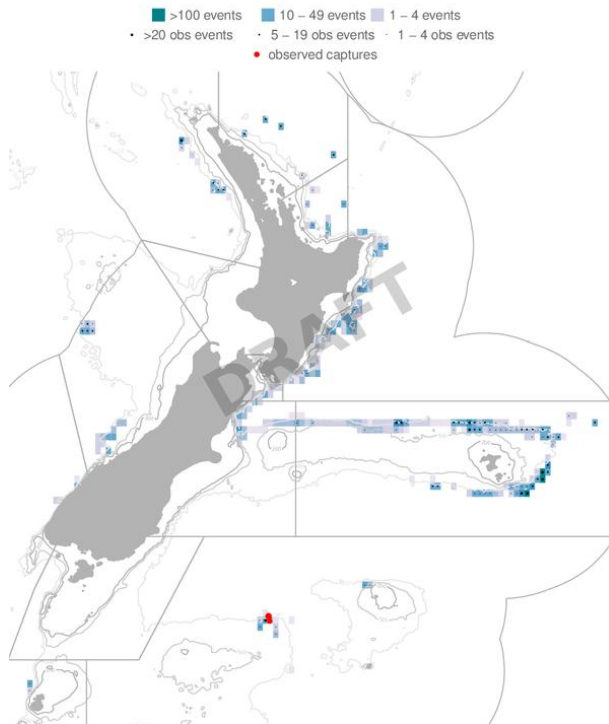 >100 events 10 – 49 events 1 – 4 events
>20 obs events 5 – 19 obs events 1 – 4 obs events
observed captures
DRAFT